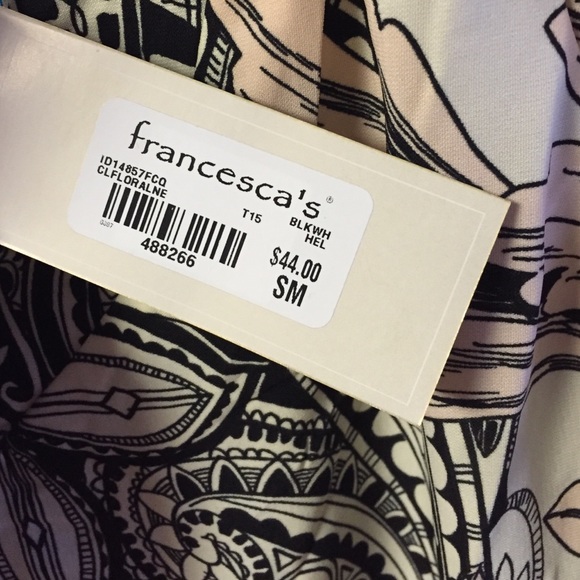 francesca's®
ID14857FCQ
CLFLORALNE
T15
BLKWH
HEL
488266
$44.00
SM